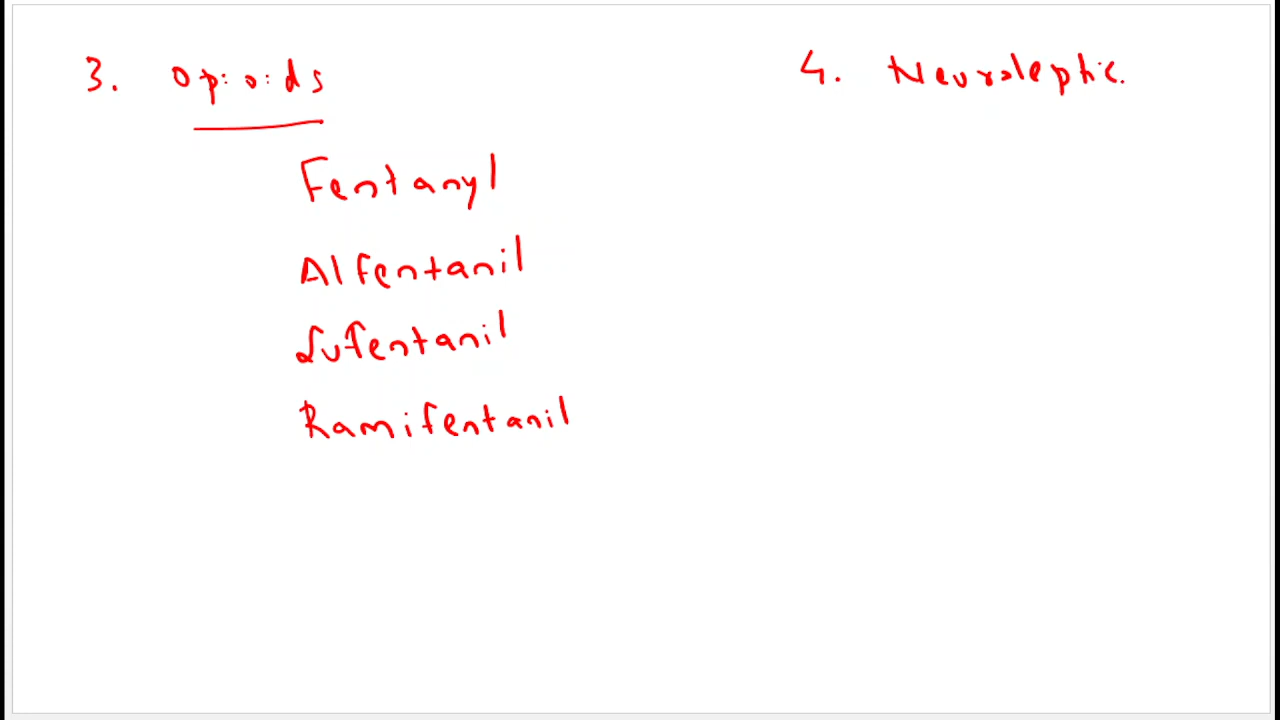 3. Opioids
Fentanyl
Alfentanil
Sufentanil
Ramifentanil
4. Neuroleptic.